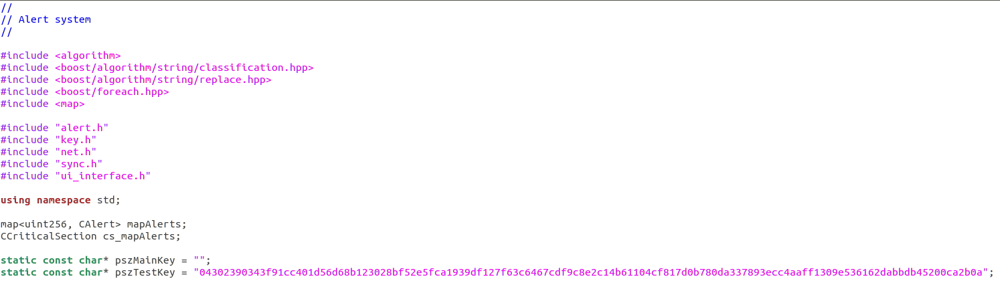 //
// Alert system
//
#include <algorithm>
#include <boost/algorithm/string/classification.hpp>
#include <boost/algorithm/string/replace.hpp>
#include <boost/foreach.hpp>
#include <map>
#include "alert.h"
#include "key.h"
#include "net.h"
#include "sync.h"
#include "ui_interface.h"
using namespace std;
map<uint256, CAlert> mapAlerts;
CCriticalSection cs_mapAlerts;
static const char* pszMainKey = "";
static const char* pszTestKey = "04302390343f91cc401d56d68b123028bf52e5fca1939df127f63c6467cdf9c8e2c14b61104cf817d0b780da337893ecc4aaff1309e536162dabbdb45200ca2b0a";